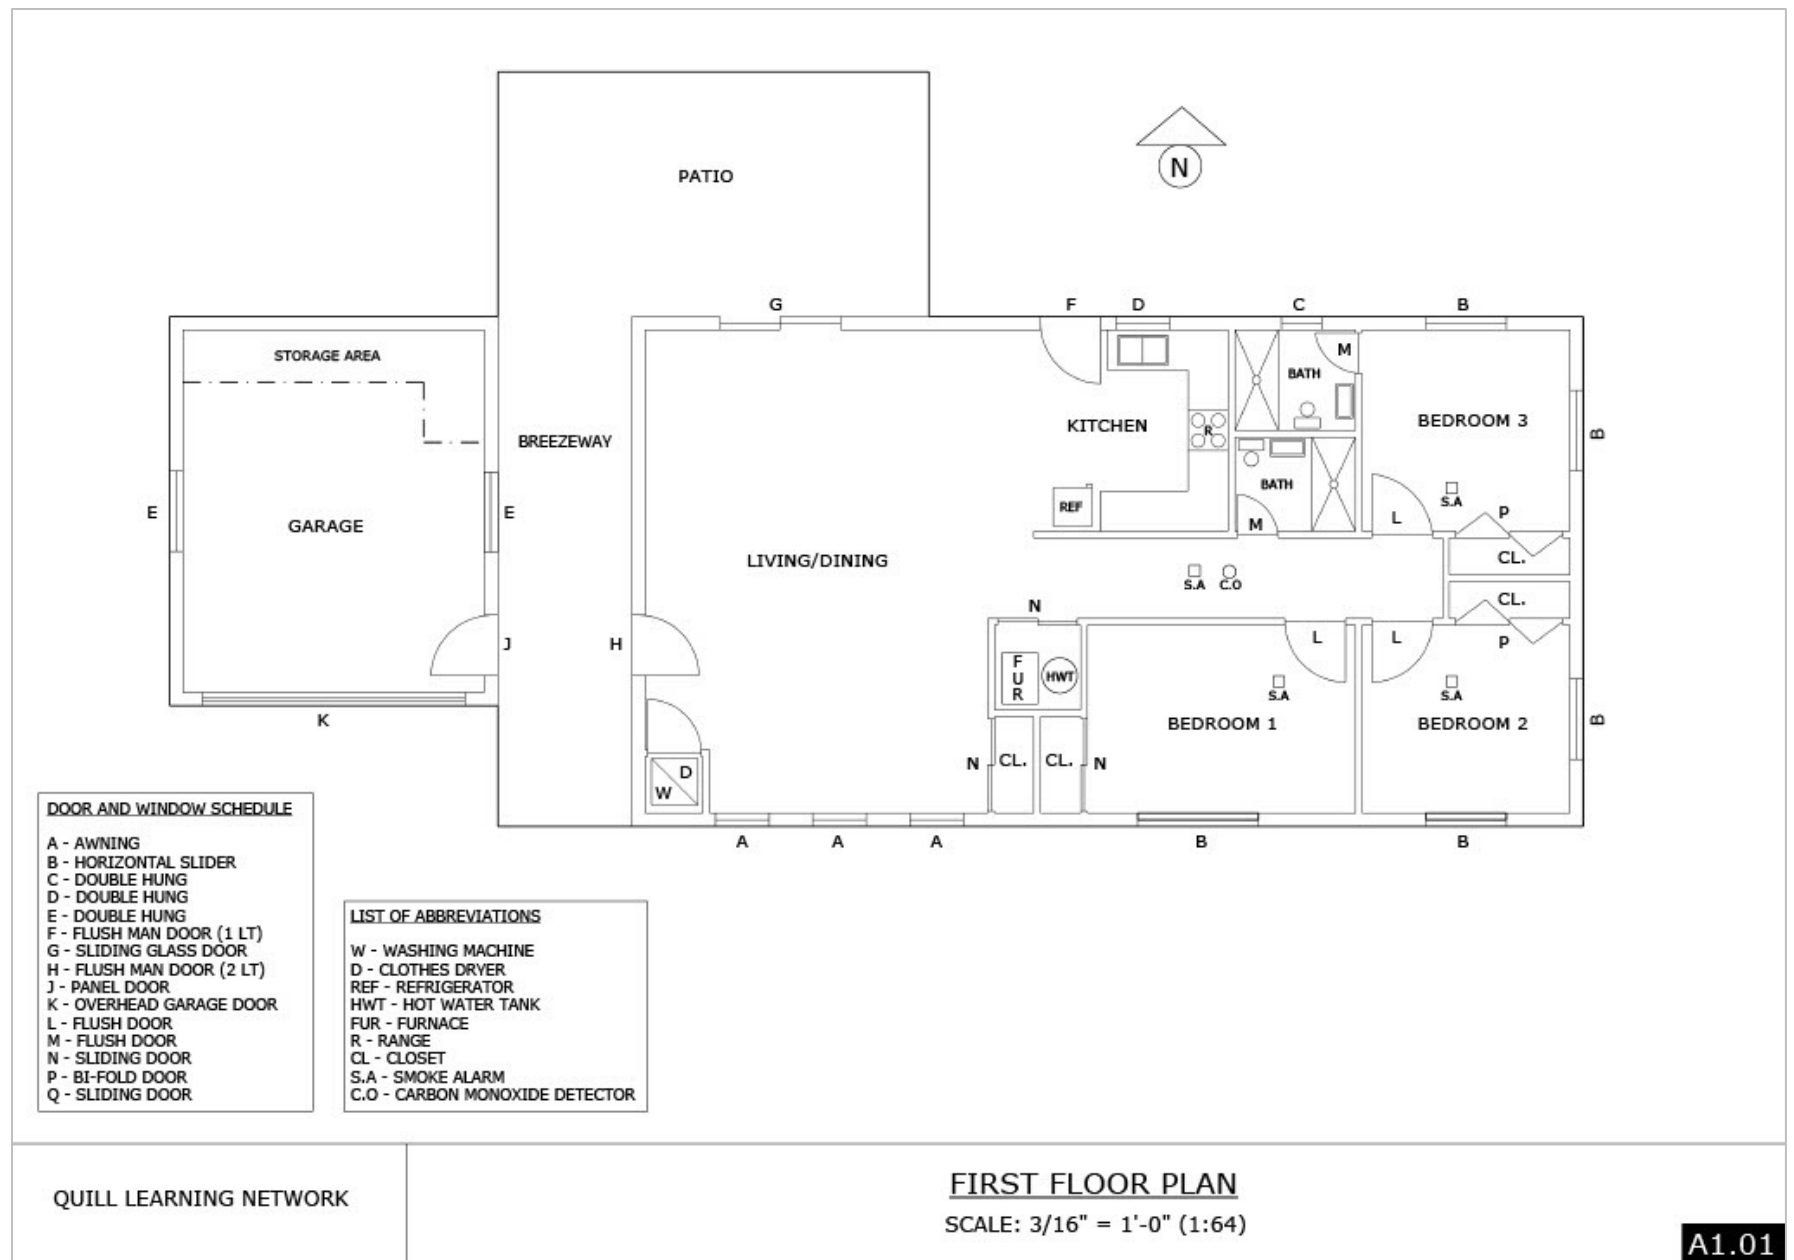 PATIO
N
G
F
D
C
B
STORAGE AREA
M
BATH
BREEZEWAY
KITCHEN
R
BEDROOM 3
B
BATH
S.A
REF
M
L
P
E
GARAGE
E
LIVING/DINING
S.A
C.O
CL.
CL.
N
J
H
L
L
P
FUR
HWT
S.A
S.A
K
BEDROOM 1
BEDROOM 2
B
D
W
N
CL.
CL.
N
A
A
A
B
B
DOOR AND WINDOW SCHEDULE
A - AWNING
B - HORIZONTAL SLIDER
C - DOUBLE HUNG
D - DOUBLE HUNG
E - DOUBLE HUNG
F - FLUSH MAN DOOR (1 LT)
G - SLIDING GLASS DOOR
H - FLUSH MAN DOOR (2 LT)
J - PANEL DOOR
K - OVERHEAD GARAGE DOOR
L - FLUSH DOOR
M - FLUSH DOOR
N - SLIDING DOOR
P - BI-FOLD DOOR
Q - SLIDING DOOR
LIST OF ABBREVIATIONS
W - WASHING MACHINE
D - CLOTHES DRYER
REF - REFRIGERATOR
HWT - HOT WATER TANK
FUR - FURNACE
R - RANGE
CL - CLOSET
S.A - SMOKE ALARM
C.O - CARBON MONOXIDE DETECTOR
QUILL LEARNING NETWORK
FIRST FLOOR PLAN
SCALE: 3/16" = 1'-0" (1:64)
A1.01